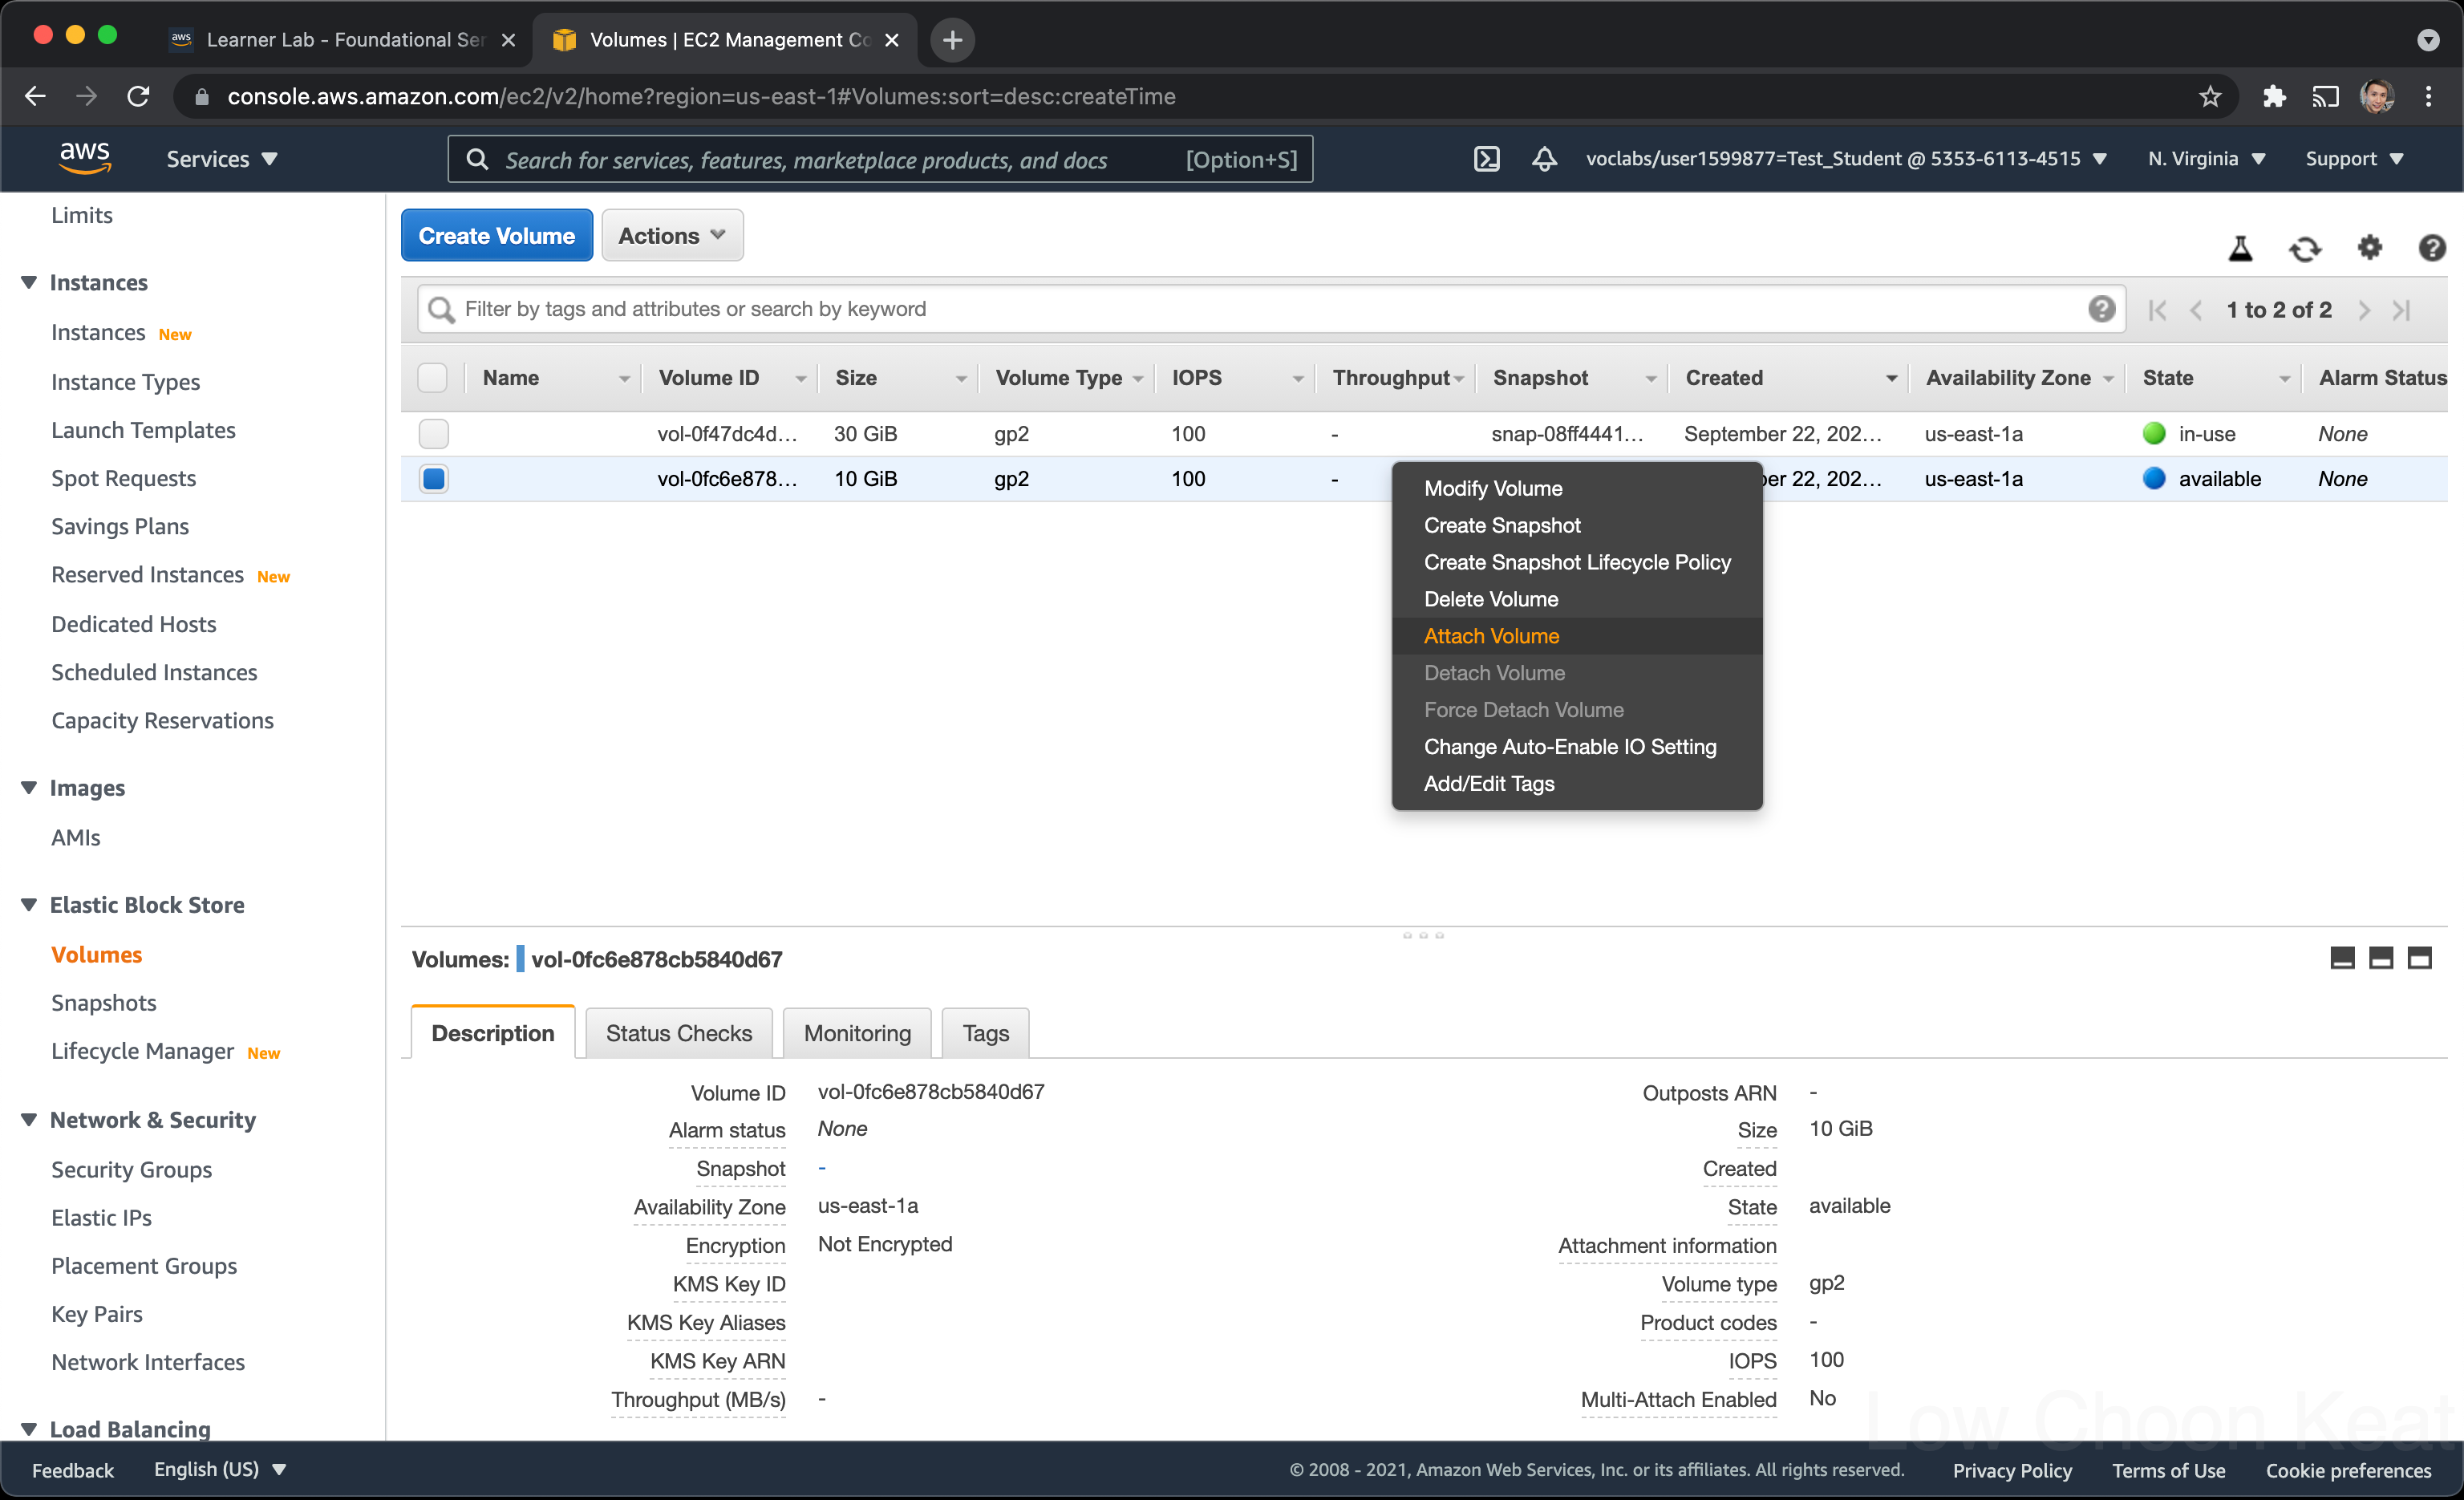 Learner Lab - Foundational Ser
Volumes | EC2 Management Co
console.aws.amazon.com/ec2/v2/home?region=us-east-1#Volumes:sort=desc:createTime
aws
Services
Search for services, features, marketplace products, and docs [Option+S]
voclabs/user1599877=Test_Student @ 5353-6113-4515
N. Virginia
Support
Limits
Instances
Instances New
Instance Types
Launch Templates
Spot Requests
Savings Plans
Reserved Instances New
Dedicated Hosts
Scheduled Instances
Capacity Reservations
Images
AMIs
Elastic Block Store
Volumes
Snapshots
Lifecycle Manager New
Network & Security
Security Groups
Elastic IPs
Placement Groups
Key Pairs
Network Interfaces
Load Balancing
Create Volume
Actions
Filter by tags and attributes or search by keyword
1 to 2 of 2
Name Volume ID Size Volume Type IOPS Throughput Snapshot Created Availability Zone State Alarm Status
vol-0f47dc4d... 30 GiB gp2 100 - snap-08ff4441... September 22, 202... us-east-1a in-use None
vol-0fc6e878... 10 GiB gp2 100 - ber 22, 202... us-east-1a available None
Modify Volume
Create Snapshot
Create Snapshot Lifecycle Policy
Delete Volume
Attach Volume
Detach Volume
Force Detach Volume
Change Auto-Enable IO Setting
Add/Edit Tags
Volumes: vol-0fc6e878cb5840d67
Description
Status Checks
Monitoring
Tags
Volume ID vol-0fc6e878cb5840d67
Alarm status None
Snapshot -
Availability Zone us-east-1a
Encryption Not Encrypted
KMS Key ID
KMS Key Aliases
KMS Key ARN
Throughput (MB/s) -
Outposts ARN -
Size 10 GiB
Created
State available
Attachment information
Volume type gp2
Product codes -
IOPS 100
Multi-Attach Enabled No
Low Choon Keat
Feedback
English (US)
© 2008 - 2021, Amazon Web Services, Inc. or its affiliates. All rights reserved.
Privacy Policy
Terms of Use
Cookie preferences